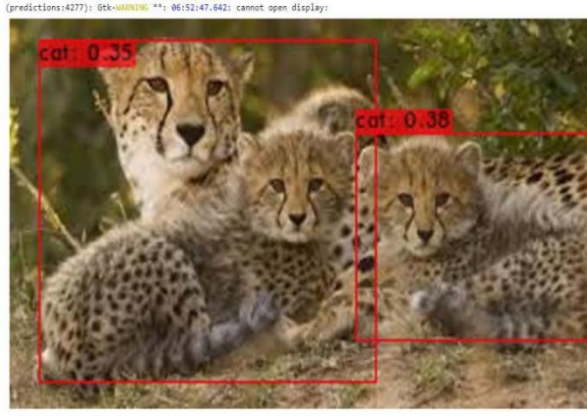 (predictions:4277): Gtk-WARNING **: 06:52:47.642: cannot open display:
cat: 0.35
cat: 0.38